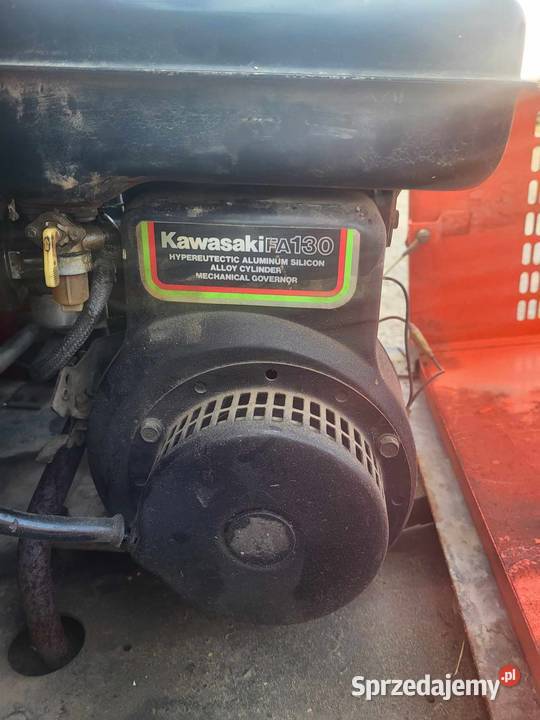 Kawasaki FA130
HYPEREUTECTIC ALUMINUM SILICON
ALLOY CYLINDER
MECHANICAL GOVERNOR
Sprzedajemy.pl